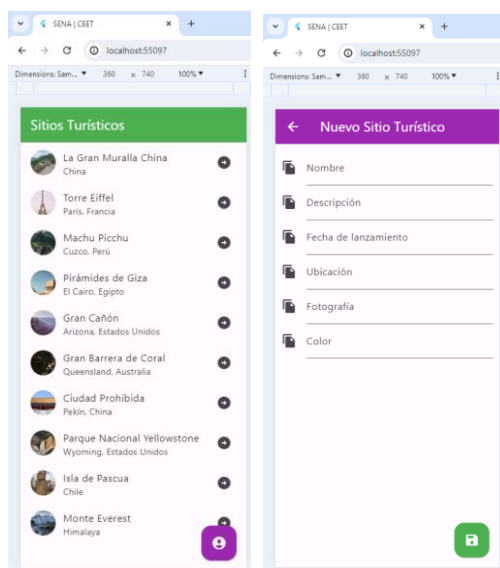 SENA | CEET
localhost:55097
Dimensions: Sam... 360 x 740 100%
Sitios Turísticos
La Gran Muralla China
China
Torre Eiffel
París, Francia
Machu Picchu
Cuzco, Perú
Pirámides de Giza
El Cairo, Egipto
Gran Cañón
Arizona, Estados Unidos
Gran Barrera de Coral
Queensland, Australia
Ciudad Prohibida
Pekín, China
Parque Nacional Yellowstone
Wyoming, Estados Unidos
Isla de Pascua
Chile
Monte Everest
Himalaya
SENA | CEET
localhost:55097
Dimensions: Sam... 360 x 740 100%
Nuevo Sitio Turístico
Nombre
Descripción
Fecha de lanzamiento
Ubicación
Fotografía
Color